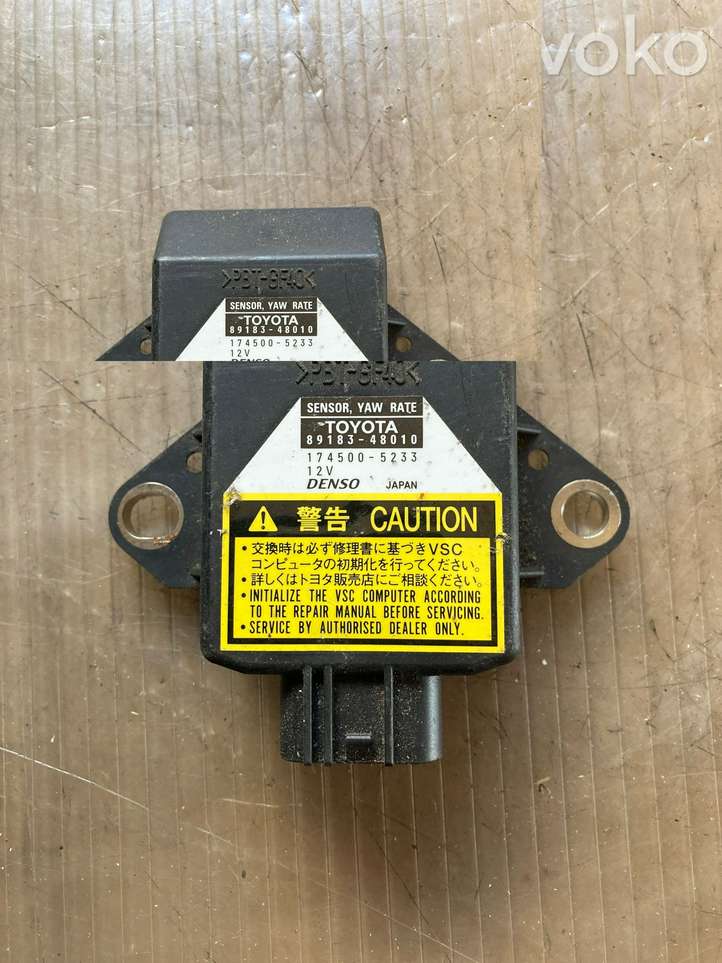 voko
>PBT-GF40<
SENSOR, YAW RATE
TOYOTA
89183-48010
174500-5233
12V
DENSO
>PBT-GF40<
SENSOR, YAW RATE
TOYOTA
89183-48010
174500-5233
12V
DENSO JAPAN
警告 CAUTION
•交換時は必ず修理書に基づきVSC
コンピュータの初期化を行ってください。
•詳しくはトヨタ販売店にご相談ください。
•INITIALIZE THE VSC COMPUTER ACCORDING
TO THE REPAIR MANUAL BEFORE SERVICING.
•SERVICE BY AUTHORISED DEALER ONLY.